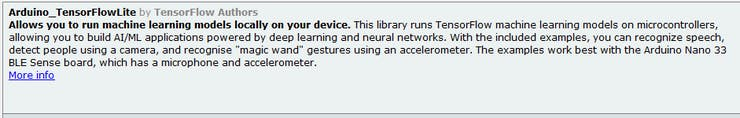 Arduino_TensorFlowLite by TensorFlow Authors
Allows you to run machine learning models locally on your device. This library runs TensorFlow machine learning models on microcontrollers,
allowing you to build AI/ML applications powered by deep learning and neural networks. With the included examples, you can recognize speech,
detect people using a camera, and recognise "magic wand" gestures using an accelerometer. The examples work best with the Arduino Nano 33
BLE Sense board, which has a microphone and accelerometer.
More info